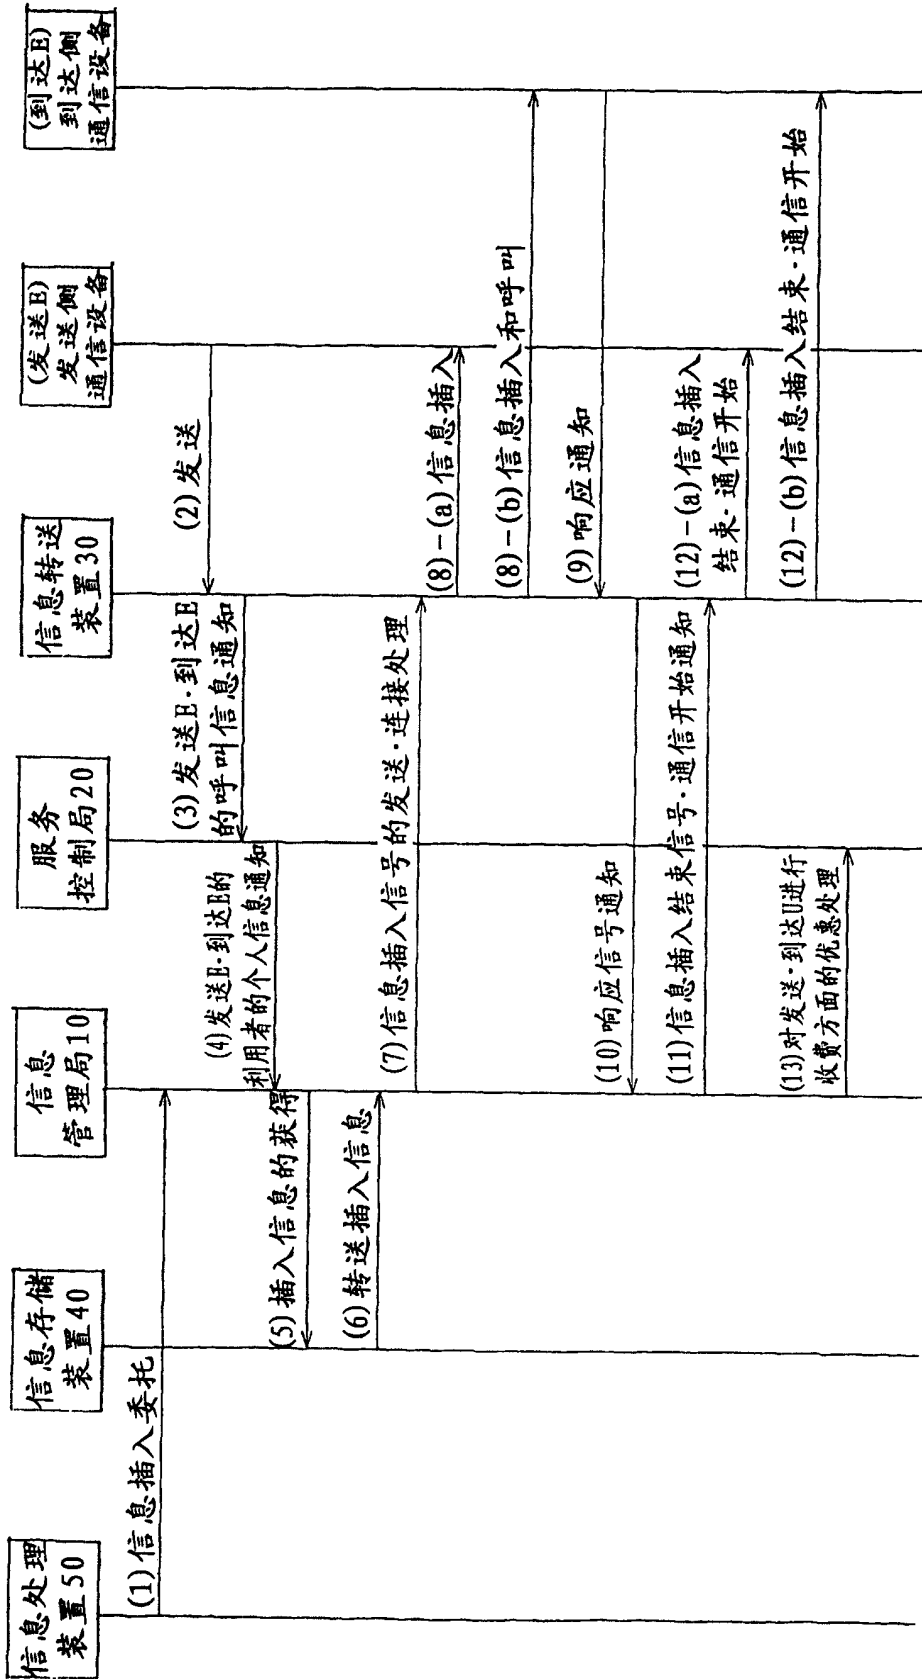 信息处理
装置50
信息存储
装置40
信息
管理局10
服务
控制局20
信息转送
装置30
(发送E)
发送侧
通信设备
(到达E)
到达侧
通信设备
(1)信息插入委托
(2)发送
(3)发送E·到达E
的呼叫信息通知
(4)发送E·到达E的
利用者的个人信息通知
(5)插入信息的获得
(6)转送插入信息
(7)信息插入信号的发送·连接处理
(8)-(a)信息插入
(8)-(b)信息插入和呼叫
(9)响应通知
(10)响应信号通知
(11)信息插入结束信号·通信开始通知
(12)-(a)信息插入
结束·通信开始
(12)-(b)信息插入结束·通信开始
(13)对发送·到达U进行
收费方面的优惠处理